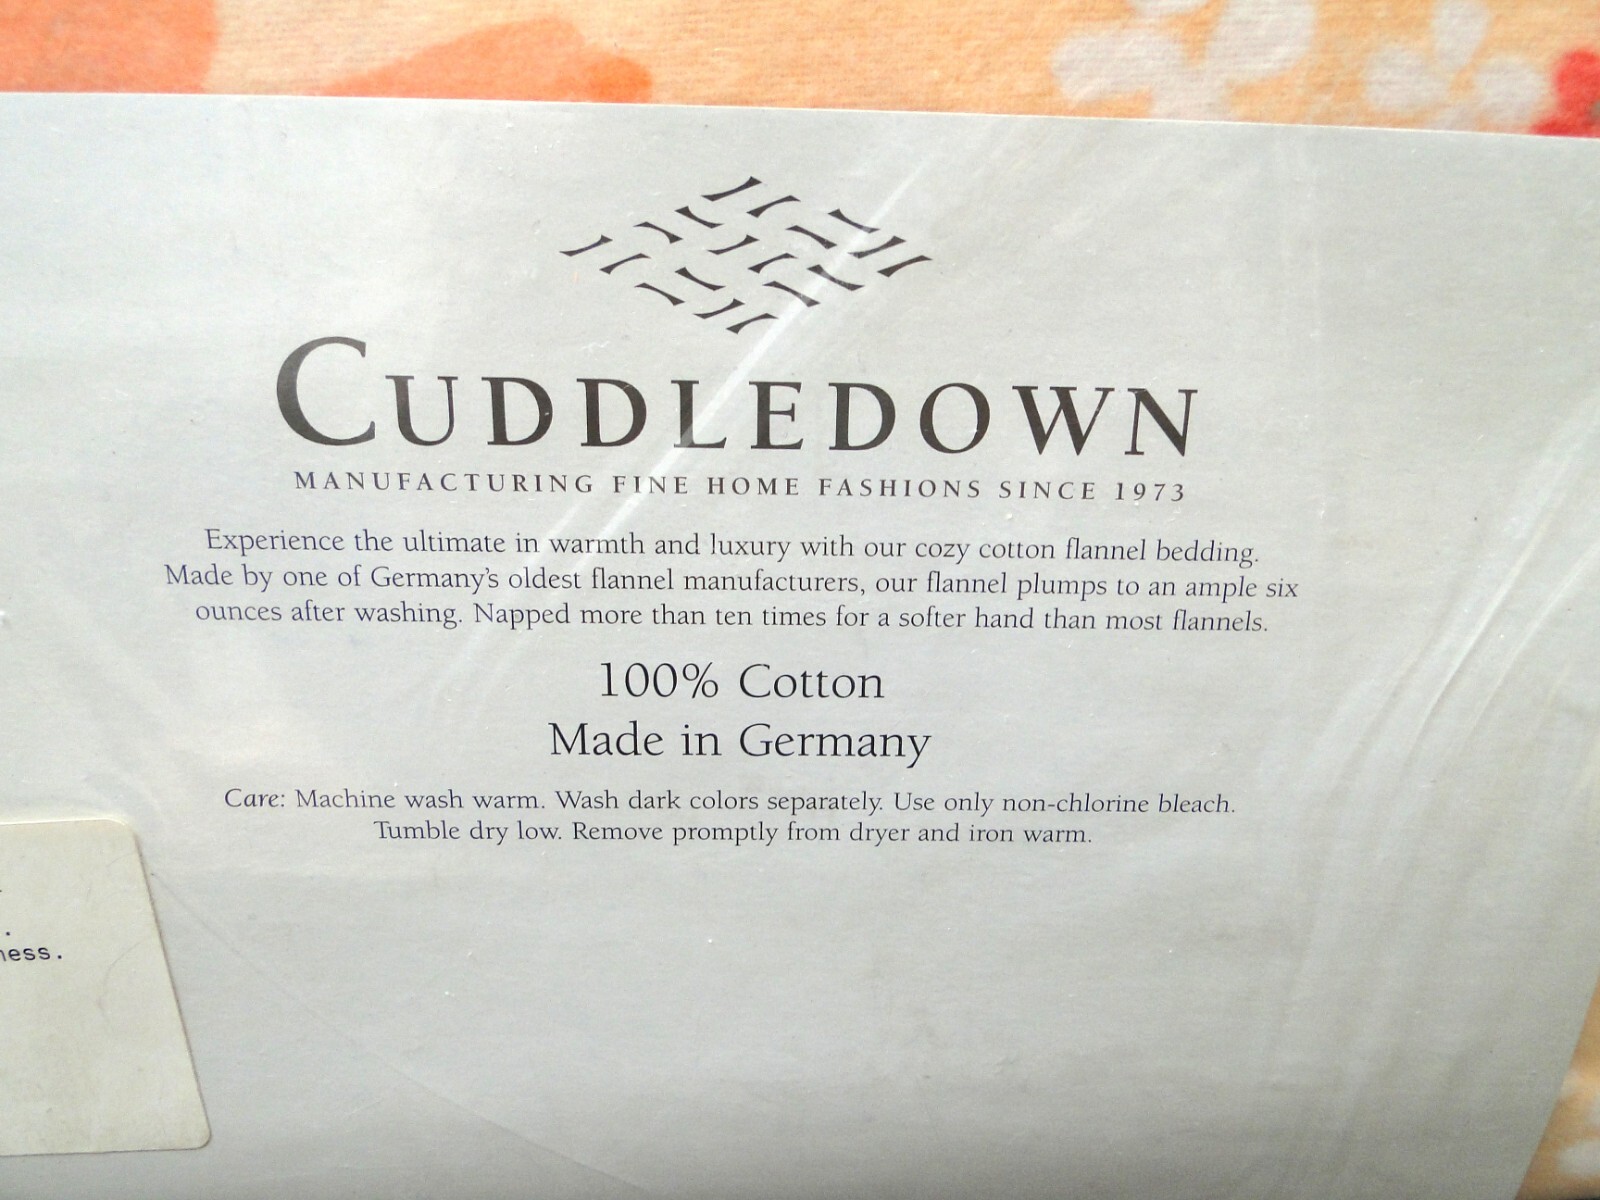 CUDDLEDOWN
MANUFACTURING FINE HOME FASHIONS SINCE 1973
Experience the ultimate in warmth and luxury with our cozy cotton flannel bedding.
Made by one of Germany's oldest flannel manufacturers, our flannel plumps to an ample six
ounces after washing. Napped more than ten times for a softer hand than most flannels.
100% Cotton
Made in Germany
Care: Machine wash warm. Wash dark colors separately. Use only non-chlorine bleach.
Tumble dry low. Remove promptly from dryer and iron warm.